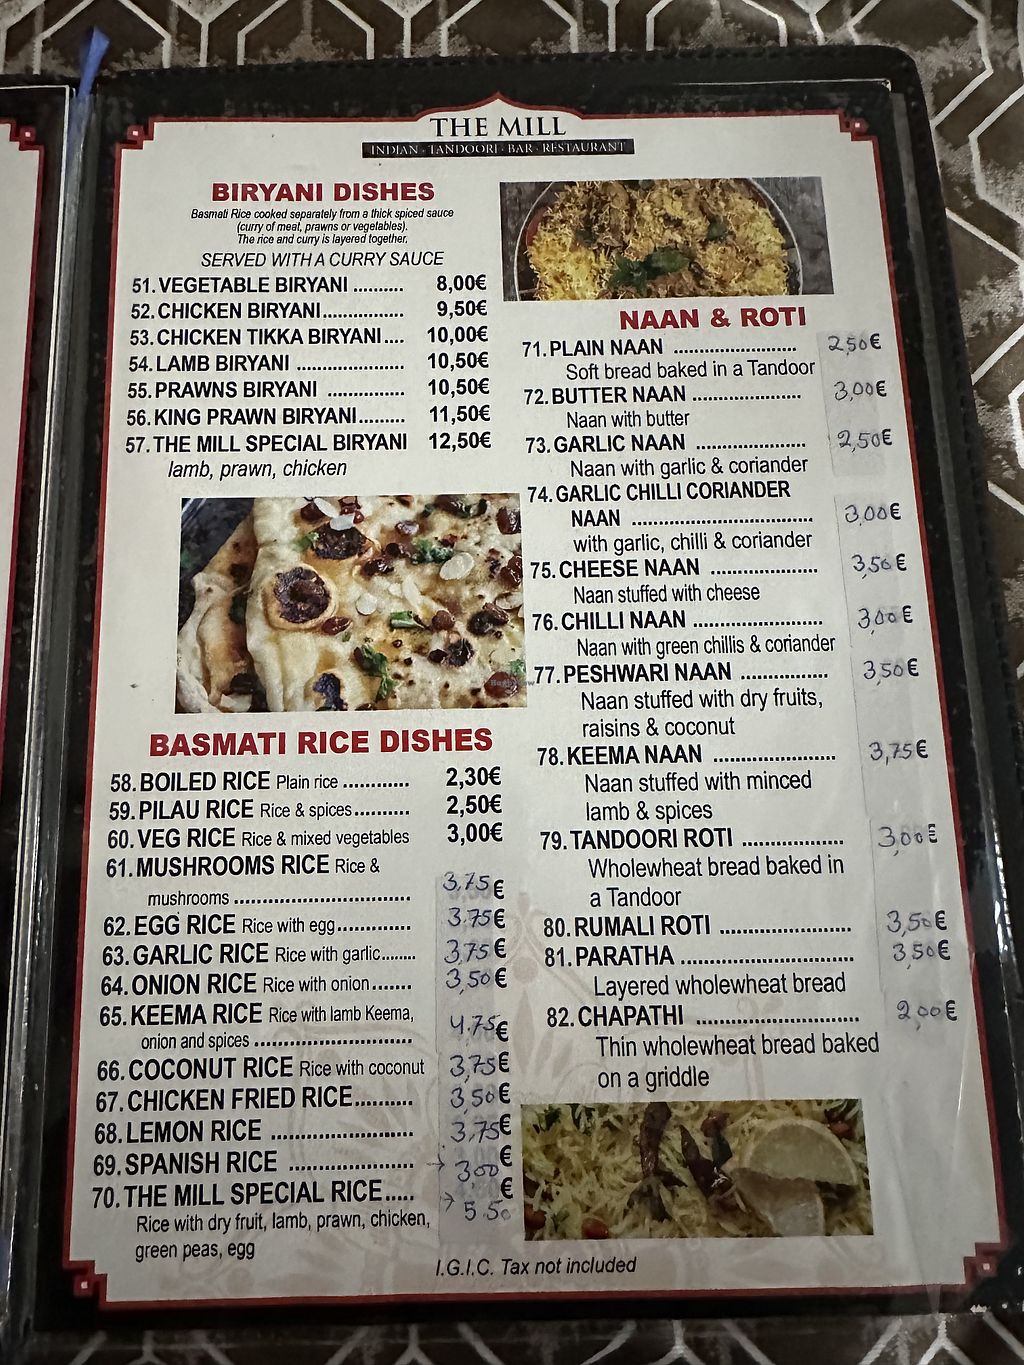 THE MILL
INDIAN · TANDOORI · BAR · RESTAURANT
BIRYANI DISHES
Basmati Rice cooked separately from a thick spiced sauce
(curry of meat, prawns or vegetables).
The rice and curry is layered together.
SERVED WITH A CURRY SAUCE
51. VEGETABLE BIRYANI .......... 8,00€
52. CHICKEN BIRYANI................ 9,50€
53. CHICKEN TIKKA BIRYANI.... 10,00€
54. LAMB BIRYANI ..................... 10,50€
55. PRAWNS BIRYANI ............... 10,50€
56. KING PRAWN BIRYANI......... 11,50€
57. THE MILL SPECIAL BIRYANI 12,50€
lamb, prawn, chicken
BASMATI RICE DISHES
58. BOILED RICE Plain rice ............ 2,30€
59. PILAU RICE Rice & spices.......... 2,50€
60. VEG RICE Rice & mixed vegetables 3,00€
61. MUSHROOMS RICE Rice &
mushrooms ................................ 3,75€
62. EGG RICE Rice with egg............. 3.75€
63. GARLIC RICE Rice with garlic........ 3,75€
64. ONION RICE Rice with onion....... 3,50€
65. KEEMA RICE Rice with lamb Keema,
onion and spices ............................ 4,75€
66. COCONUT RICE Rice with coconut 3,75€
67. CHICKEN FRIED RICE.......... 3,50€
68. LEMON RICE ........................ 3,75€
69. SPANISH RICE ..................... → 3,00€
70. THE MILL SPECIAL RICE..... → 5.50€
Rice with dry fruit, lamb, prawn, chicken,
green peas, egg
NAAN & ROTI
71. PLAIN NAAN ........................ 2,50€
Soft bread baked in a Tandoor
72. BUTTER NAAN ..................... 3,00€
Naan with butter
73. GARLIC NAAN ..................... 2,50€
Naan with garlic & coriander
74. GARLIC CHILLI CORIANDER
NAAN .................................. 3,00€
with garlic, chilli & coriander
75. CHEESE NAAN .................... 3,50€
Naan stuffed with cheese
76. CHILLI NAAN ...................... 3,00€
Naan with green chillis & coriander
77. PESHWARI NAAN ................ 3,50€
Naan stuffed with dry fruits,
raisins & coconut
78. KEEMA NAAN ...................... 3,75€
Naan stuffed with minced
lamb & spices
79. TANDOORI ROTI .................. 3,00€
Wholewheat bread baked in
a Tandoor
80. RUMALI ROTI ....................... 3,50€
81. PARATHA .............................. 3,50€
Layered wholewheat bread
82. CHAPATHI ............................ 2,00€
Thin wholewheat bread baked
on a griddle
I.G.I.C. Tax not included